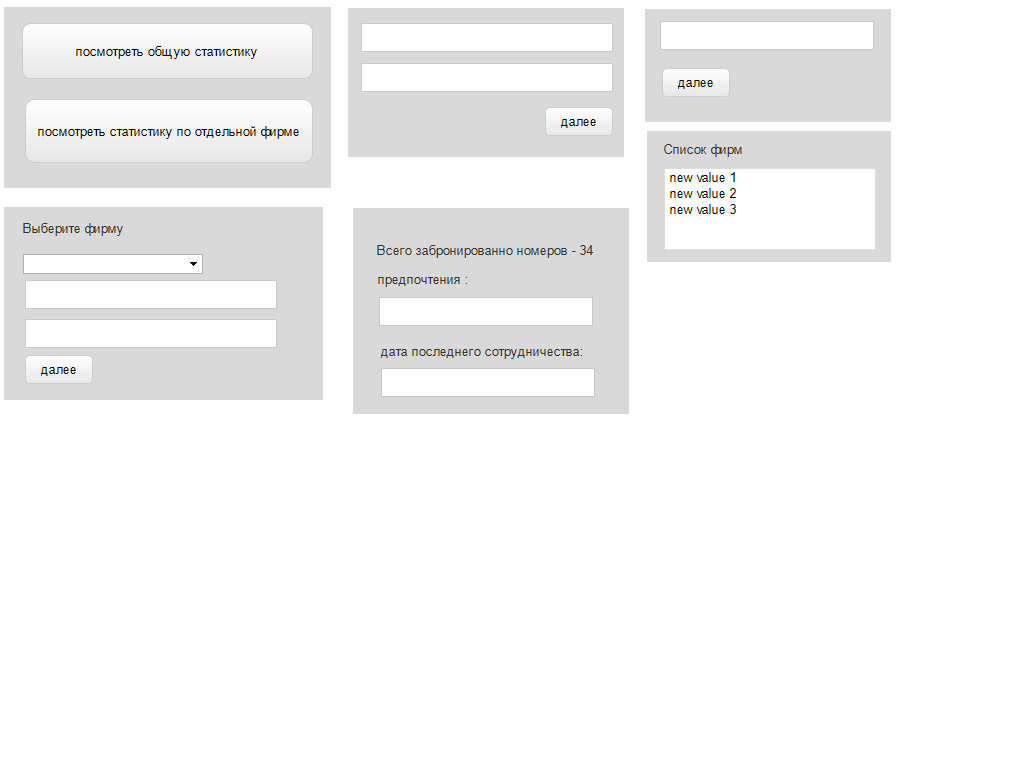 посмотреть общую статистику
посмотреть статистику по отдельной фирме
далее
далее
Список фирм
new value 1
new value 2
new value 3
Выберите фирму
далее
Всего забронированно номеров - 34
предпочтения :
дата последнего сотрудничества: